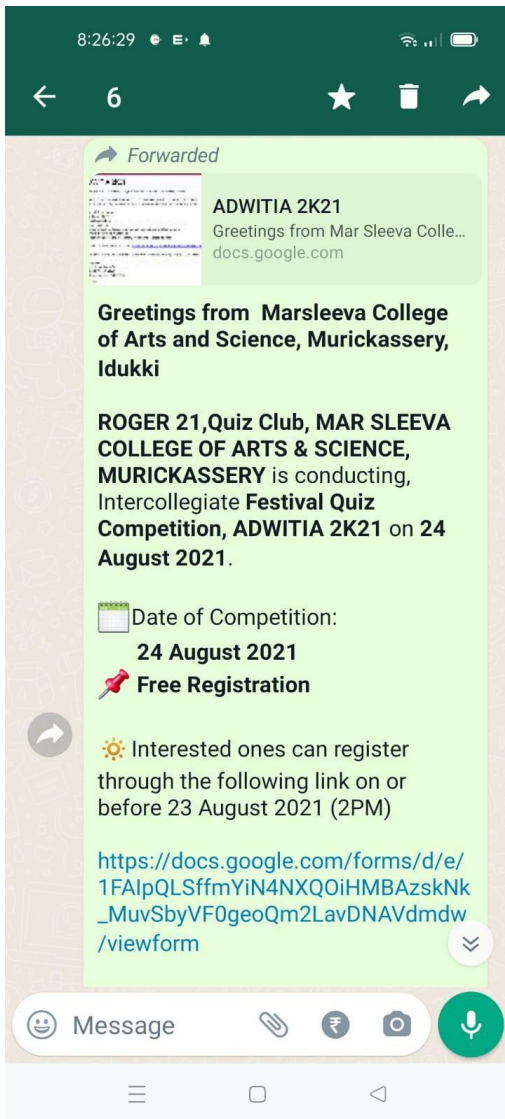 8:26:29
6
Forwarded
ADWITIA 2K21
ADWITIA 2K21
Greetings from Mar Sleeva Colle...
docs.google.com
Greetings from Marsleeva College
of Arts and Science, Murickassery,
Idukki
ROGER 21,Quiz Club, MAR SLEEVA
COLLEGE OF ARTS & SCIENCE,
MURICKASSERY is conducting,
Intercollegiate Festival Quiz
Competition, ADWITIA 2K21 on 24
August 2021.
Date of Competition:
24 August 2021
Free Registration
Interested ones can register
through the following link on or
before 23 August 2021 (2PM)
https://docs.google.com/forms/d/e/
1FAIpQLSffmYiN4NXQOiHMBAzskNk
_MuvSbyVF0geoQm2LavDNAVdmdw
/viewform
Message